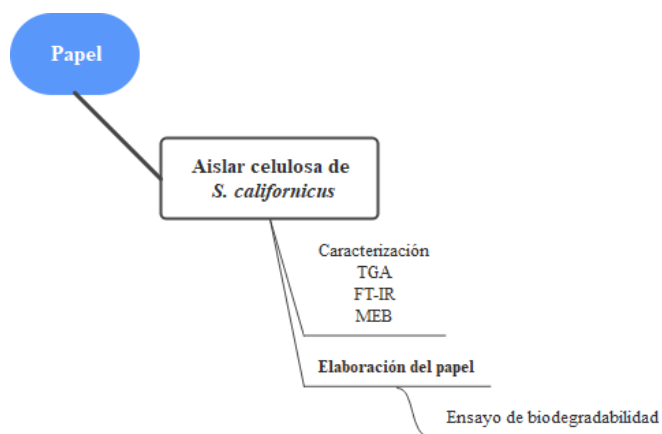 Papel
Aislar celulosa de
S. californicus
Caracterización
TGA
FT-IR
MEB
Elaboración del papel
Ensayo de biodegradabilidad